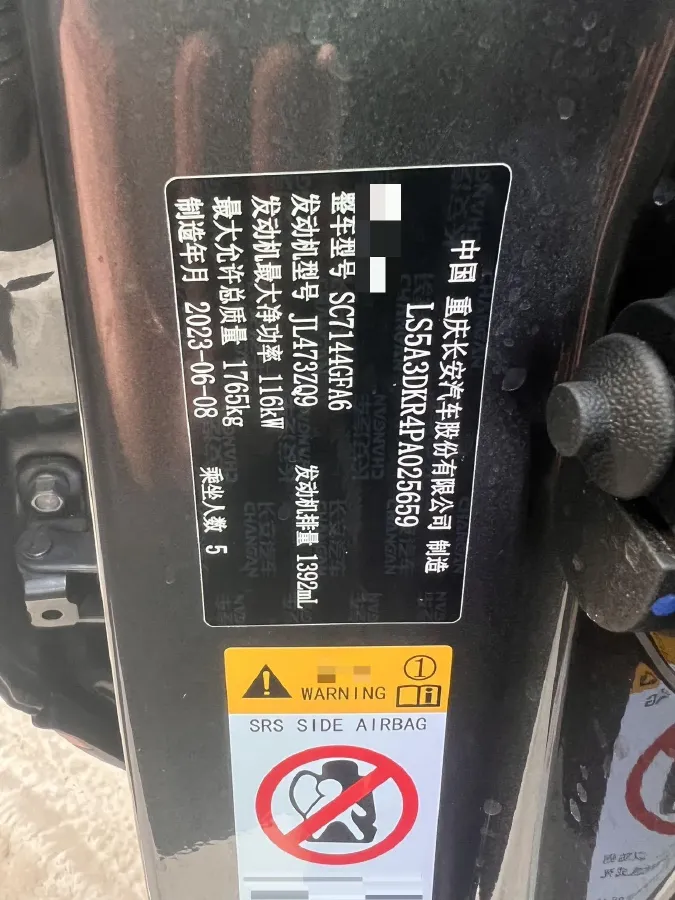 中国 重庆长安汽车股份有限公司 制造
LS5A3DKR4PA025659
整车型号 SC7144GFA6
发动机型号 JL473ZQ9 发动机排量 1392mL
发动机最大净功率 116kW
最大允许总质量 1765kg
制造年月 2023-06-08 乘坐人数 5
WARNING
①
SRS SIDE AIRBAG